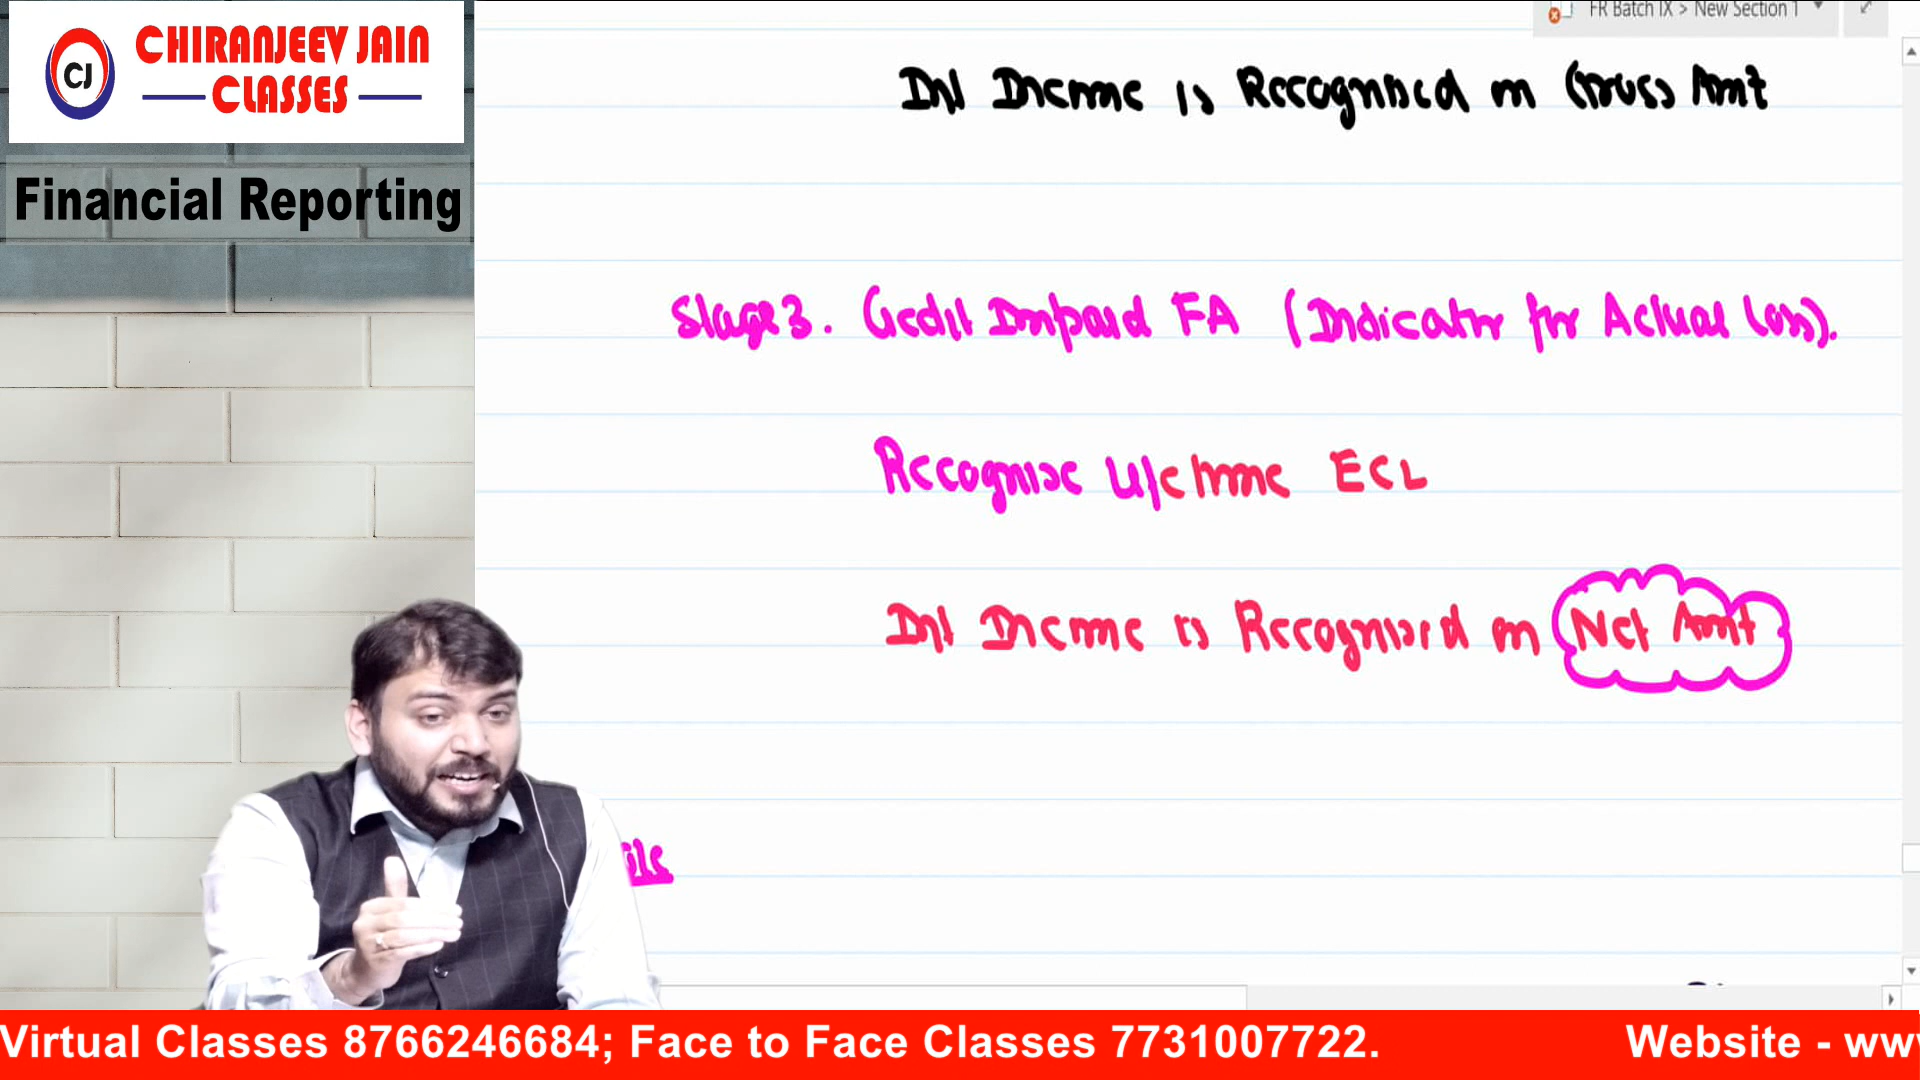 FR Batch IX > New Section 1
CJ
CHIRANJEEV JAIN
CLASSES
Financial Reporting
Int Income is Recognised on Gross Amt
Stage 3. Credit Impaired FA (Indicator for Actual Loss).
Recognise Lifetime ECL
Int Income is Recognised on Net Amt
Virtual Classes 8766246684; Face to Face Classes 7731007722.
Website - www